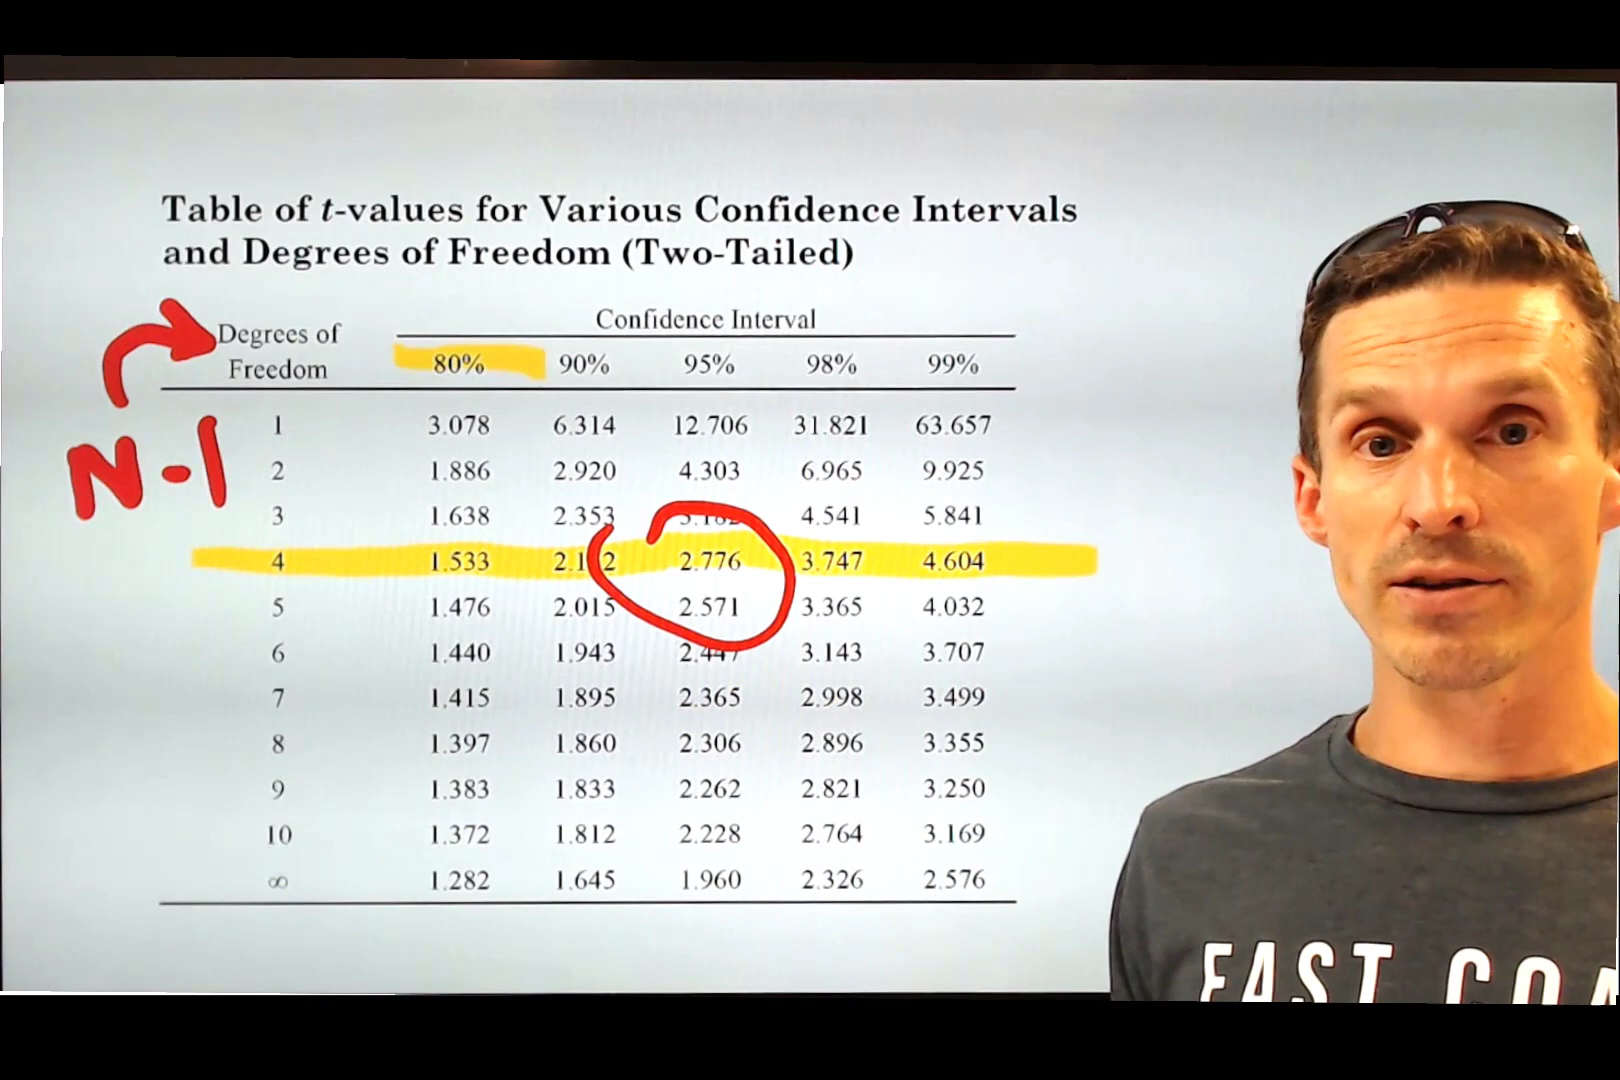 Table of t-values for Various Confidence Intervals
and Degrees of Freedom (Two-Tailed)
Degrees of
Freedom
Confidence Interval
80% 90% 95% 98% 99%
N-1
1 3.078 6.314 12.706 31.821 63.657
2 1.886 2.920 4.303 6.965 9.925
3 1.638 2.353 4.541 5.841
4 1.533 2.776 3.747 4.604
5 1.476 2.015 2.571 3.365 4.032
6 1.440 1.943 2.447 3.143 3.707
7 1.415 1.895 2.365 2.998 3.499
8 1.397 1.860 2.306 2.896 3.355
9 1.383 1.833 2.262 2.821 3.250
10 1.372 1.812 2.228 2.764 3.169
∞ 1.282 1.645 1.960 2.326 2.576
EAST COA